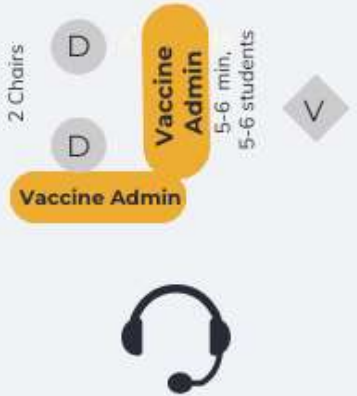 2 Chairs
D
D
Vaccine
Admin
5-6 min,
5-6 students
V
Vaccine Admin